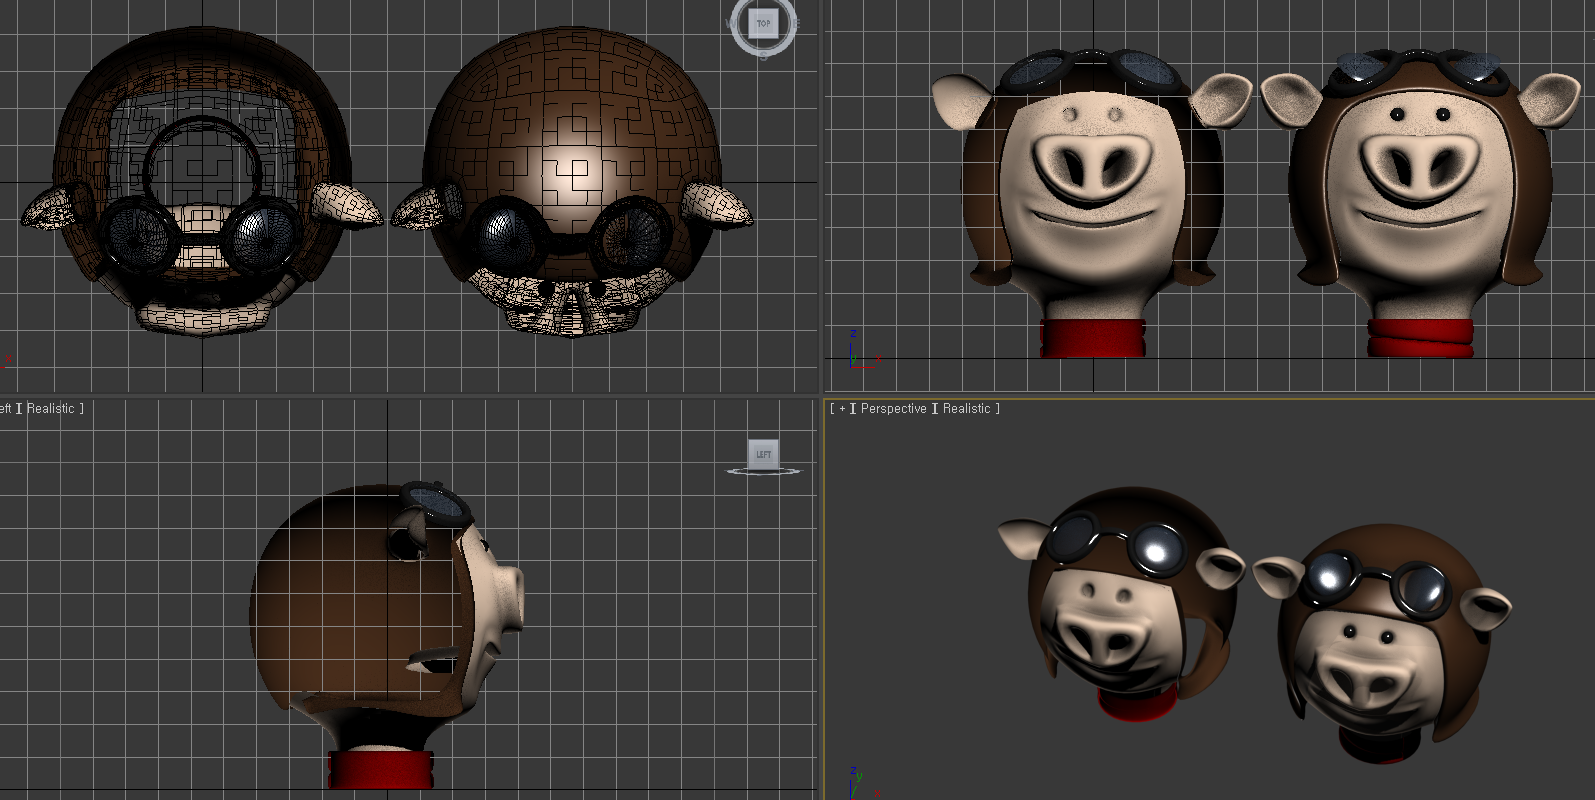 TOP
S
z
y
x
x
eft ] Realistic ]
[ + ] Perspective ] Realistic ]
LEFT
z
y
x